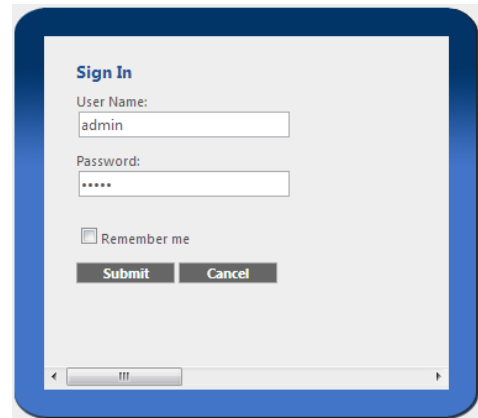 Sign In
User Name:
admin
Password:
•••••
Remember me
Submit Cancel